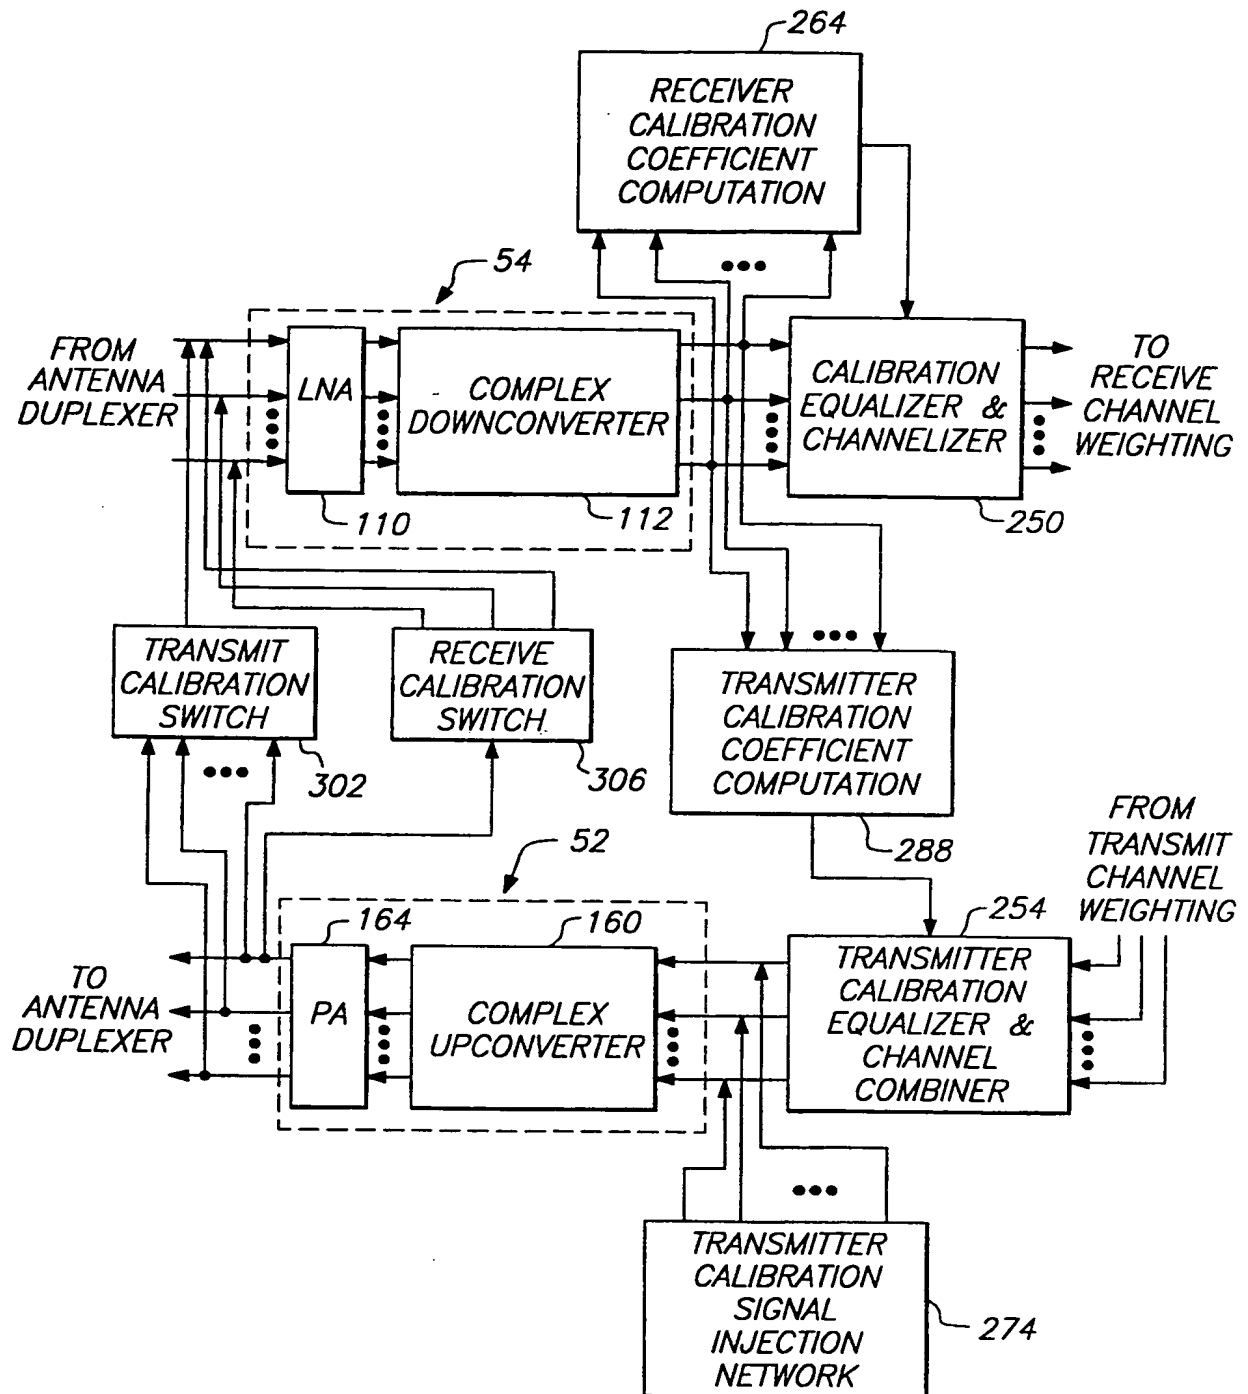 264
RECEIVER
CALIBRATION
COEFFICIENT
COMPUTATION
54
FROM
ANTENNA
DUPLEXER
LNA
COMPLEX
DOWNCONVERTER
CALIBRATION
EQUALIZER &
CHANNELIZER
TO
RECEIVE
CHANNEL
WEIGHTING
110
112
250
TRANSMIT
CALIBRATION
SWITCH
302
RECEIVE
CALIBRATION
SWITCH
306
TRANSMITTER
CALIBRATION
COEFFICIENT
COMPUTATION
288
FROM
TRANSMIT
CHANNEL
WEIGHTING
52
164
160
254
TO
ANTENNA
DUPLEXER
PA
COMPLEX
UPCONVERTER
TRANSMITTER
CALIBRATION
EQUALIZER &
CHANNEL
COMBINER
TRANSMITTER
CALIBRATION
SIGNAL
INJECTION
NETWORK
274